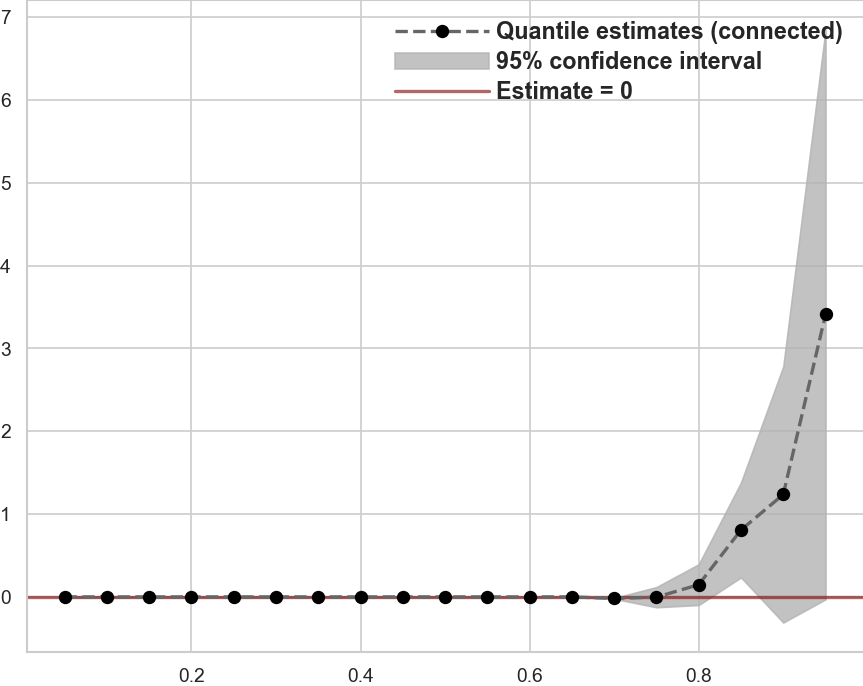 Quantile estimates (connected)
95% confidence interval
Estimate = 0
7
6
5
4
3
2
1
0
0.2 0.4 0.6 0.8